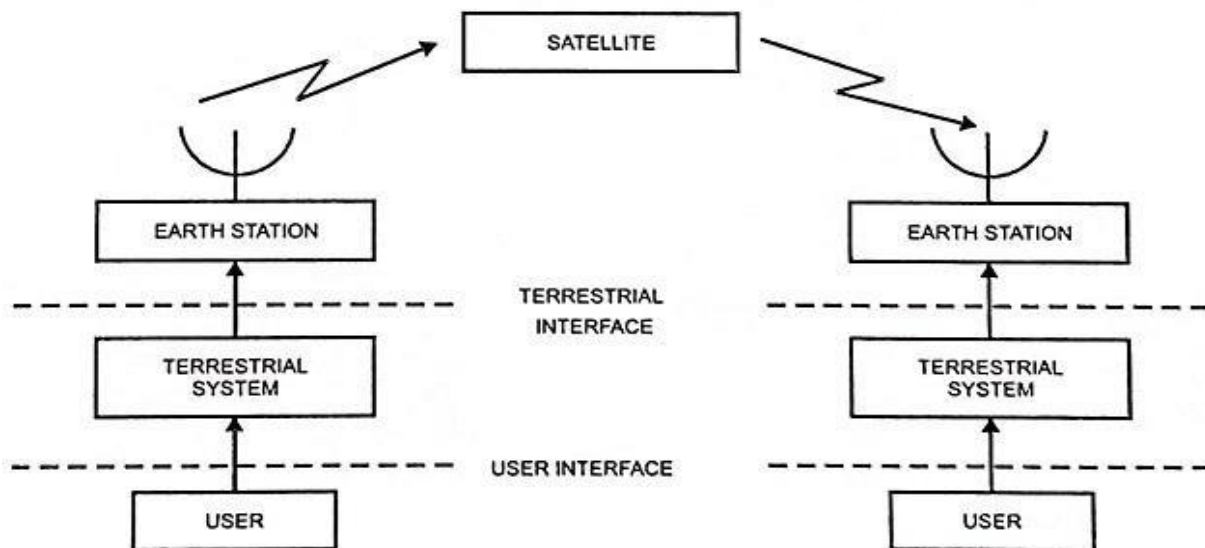 SATELLITE
EARTH STATION
EARTH STATION
TERRESTRIAL
INTERFACE
TERRESTRIAL
SYSTEM
TERRESTRIAL
SYSTEM
USER INTERFACE
USER
USER